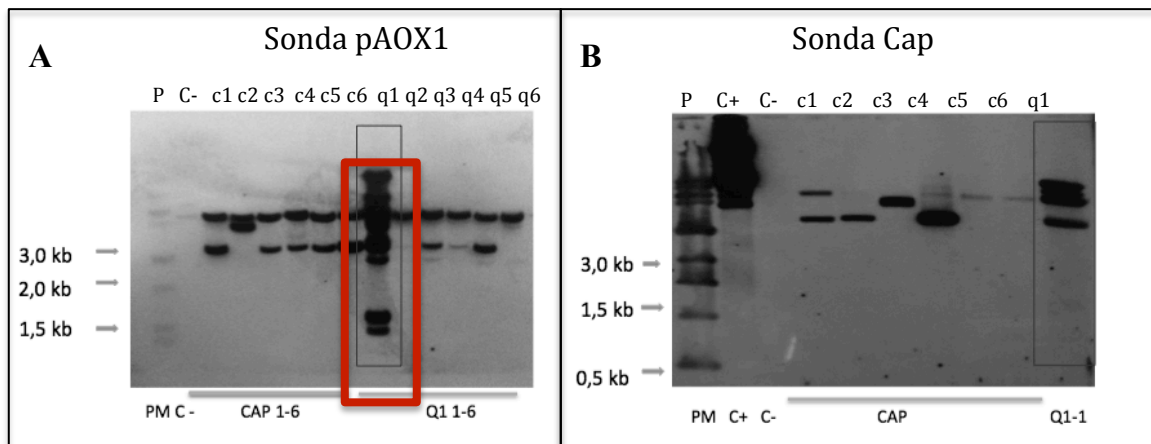 A
Sonda pAOX1
P C- c1 c2 c3 c4 c5 c6 q1 q2 q3 q4 q5 q6
3,0 kb
2,0 kb
1,5 kb
PM C - CAP 1-6 Q1 1-6
B
Sonda Cap
P C+ C- c1 c2 c3 c4 c5 c6 q1
3,0 kb
1,5 kb
0,5 kb
PM C+ C- CAP Q1-1